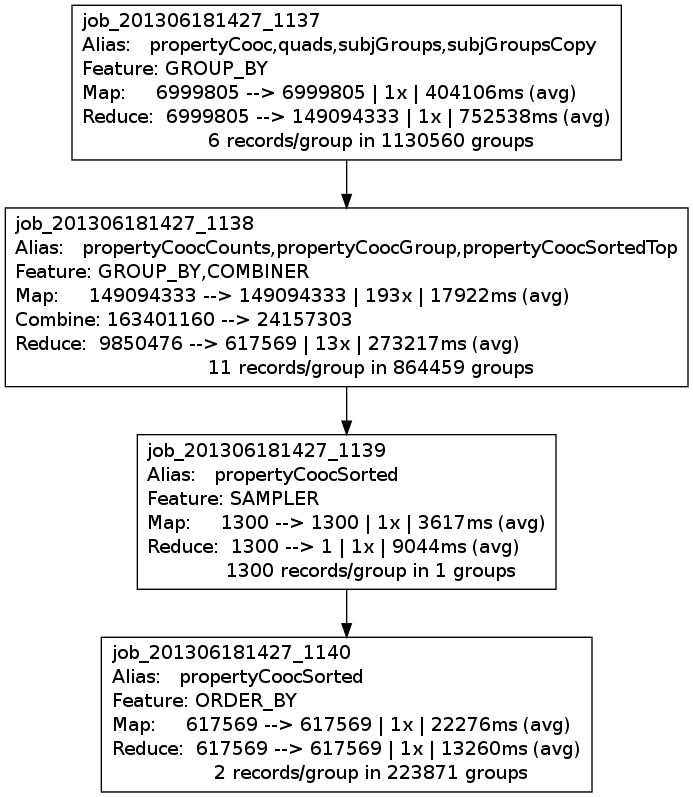 job_201306181427_1137
Alias: propertyCooc,quads,subjGroups,subjGroupsCopy
Feature: GROUP_BY
Map: 6999805 --> 6999805 | 1x | 404106ms (avg)
Reduce: 6999805 --> 149094333 | 1x | 752538ms (avg)
6 records/group in 1130560 groups
job_201306181427_1138
Alias: propertyCoocCounts,propertyCoocGroup,propertyCoocSortedTop
Feature: GROUP_BY,COMBINER
Map: 149094333 --> 149094333 | 193x | 17922ms (avg)
Combine: 163401160 --> 24157303
Reduce: 9850476 --> 617569 | 13x | 273217ms (avg)
11 records/group in 864459 groups
job_201306181427_1139
Alias: propertyCoocSorted
Feature: SAMPLER
Map: 1300 --> 1300 | 1x | 3617ms (avg)
Reduce: 1300 --> 1 | 1x | 9044ms (avg)
1300 records/group in 1 groups
job_201306181427_1140
Alias: propertyCoocSorted
Feature: ORDER_BY
Map: 617569 --> 617569 | 1x | 22276ms (avg)
Reduce: 617569 --> 617569 | 1x | 13260ms (avg)
2 records/group in 223871 groups